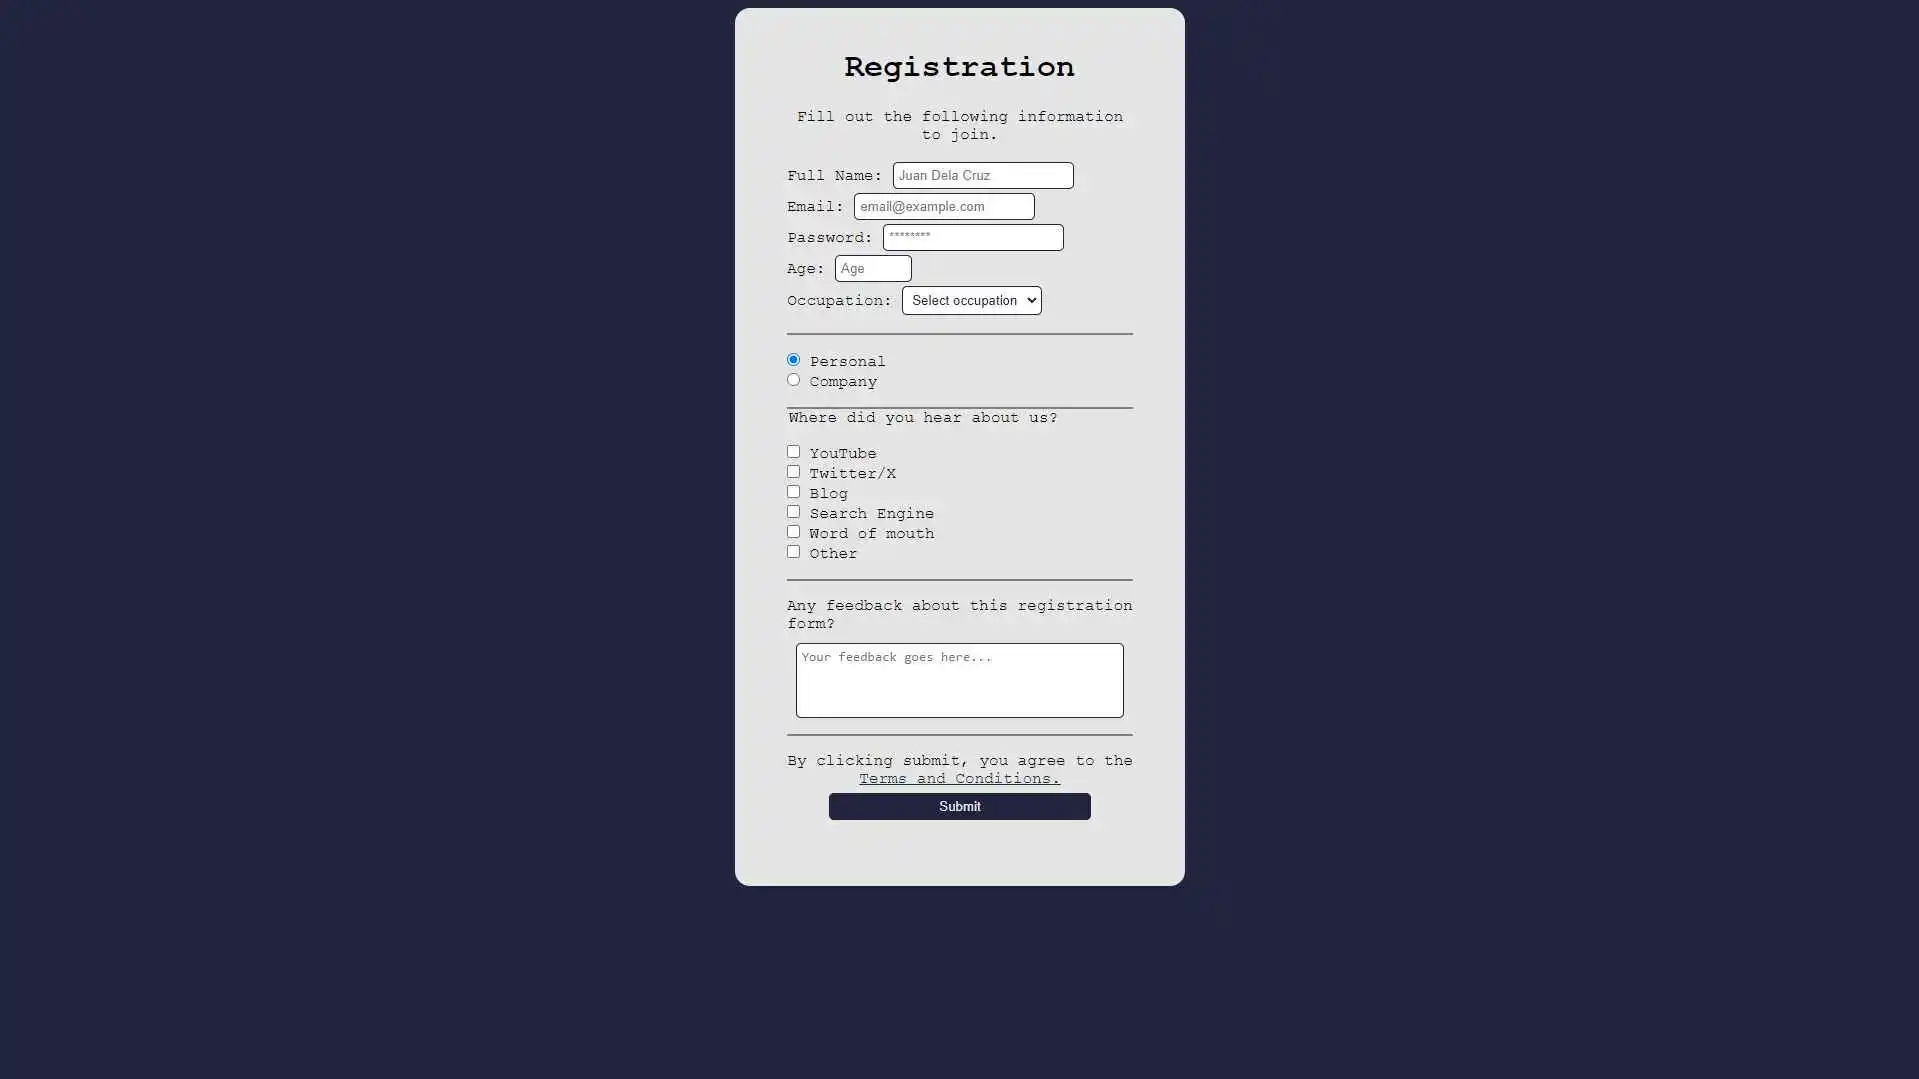 Registration
Fill out the following information
to join.
Full Name: Juan Dela Cruz
Email: email@example.com
Password: ********
Age: Age
Occupation: Select occupation
Personal
Company
Where did you hear about us?
YouTube
Twitter/X
Blog
Search Engine
Word of mouth
Other
Any feedback about this registration
form?
Your feedback goes here...
By clicking submit, you agree to the
Terms and Conditions.
Submit